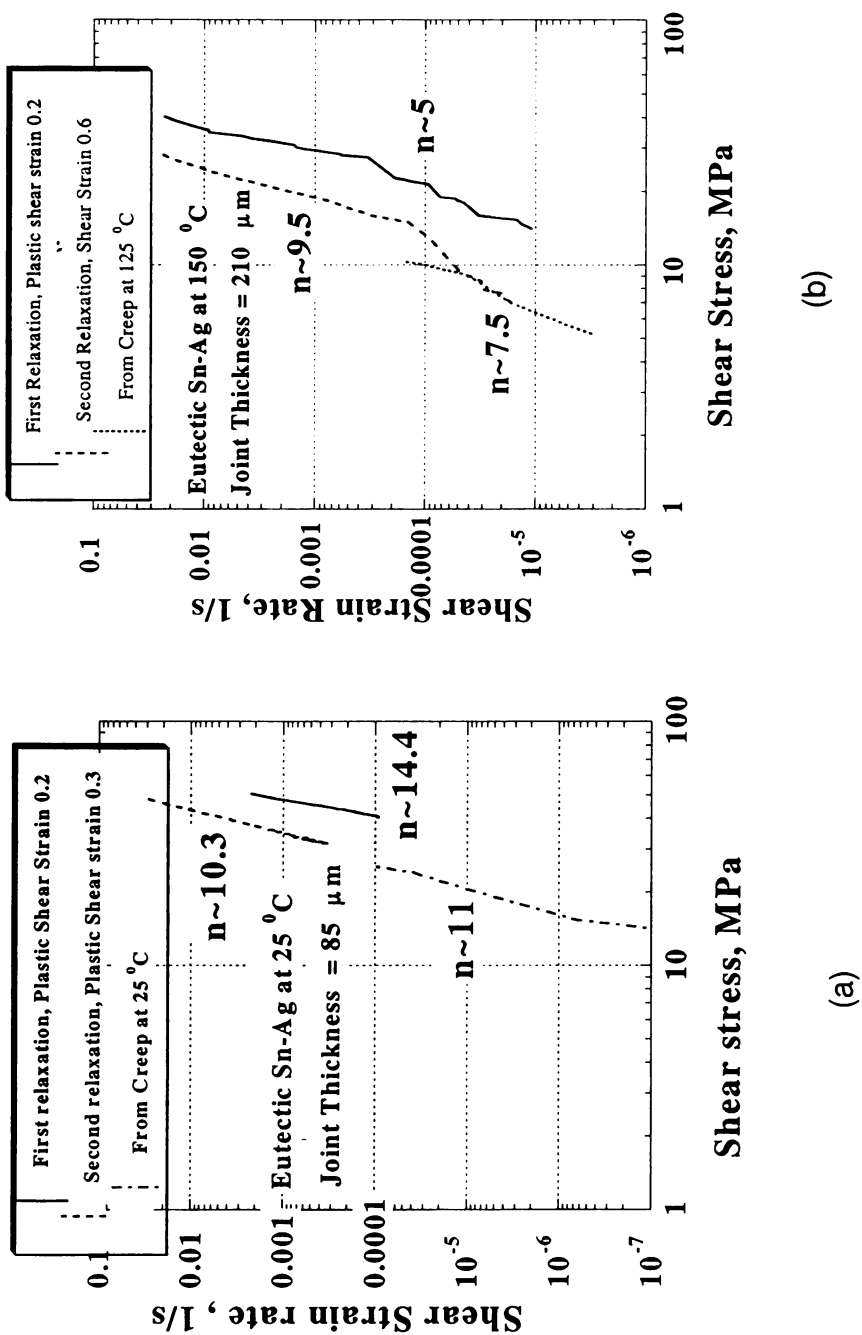 First relaxation, Plastic Shear Strain 0.2
Second relaxation, Plastic Shear strain 0.3
From Creep at 25 ⁰C
0.1
0.01
0.001
0.0001
10⁻⁵
10⁻⁶
10⁻⁷
Shear Strain rate , 1/s
n~10.3
Eutectic Sn-Ag at 25 ⁰C
Joint Thickness = 85 μm
n~14.4
n~11
1
10
100
Shear stress, MPa
(a)
First Relaxation, Plastic shear strain 0.2
Second Relaxation, Shear Strain 0.6
From Creep at 125 ⁰C
0.1
0.01
0.001
0.0001
10⁻⁵
10⁻⁶
Shear Strain Rate, 1/s
Eutectic Sn-Ag at 150 ⁰C
Joint Thickness = 210 μm
n~9.5
n~5
n~7.5
1
10
100
Shear Stress, MPa
(b)